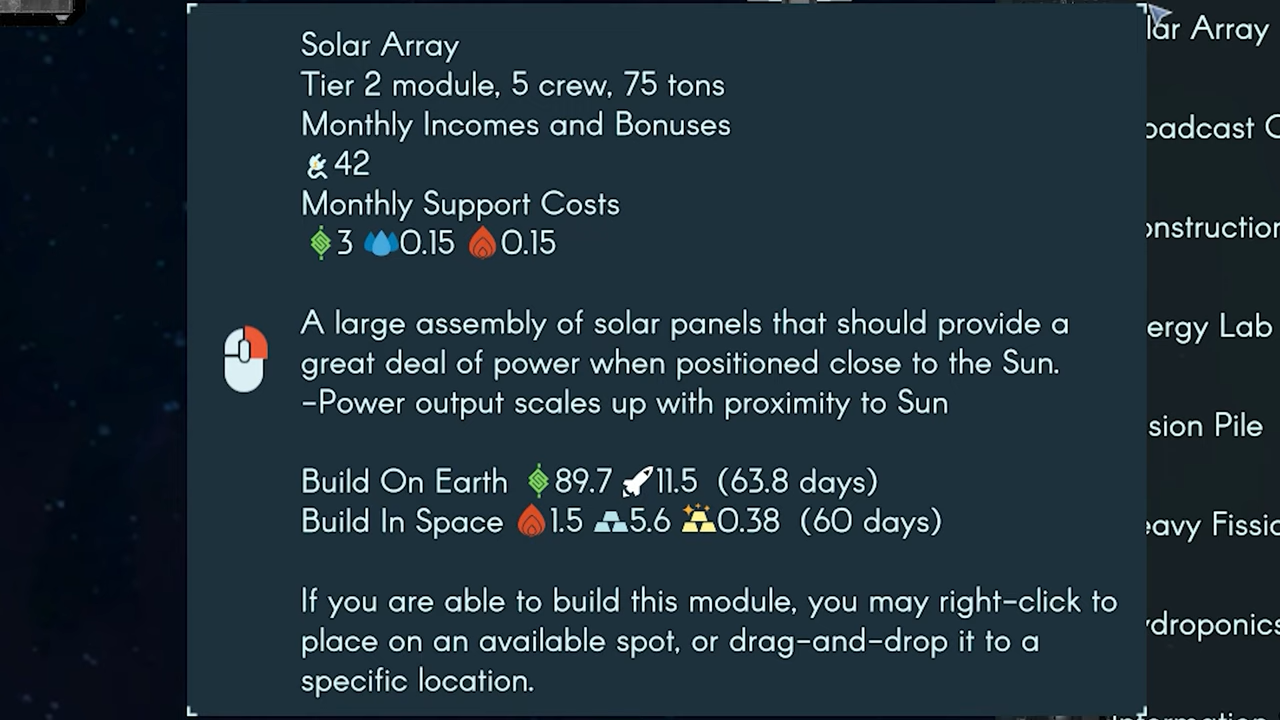 Solar Array
Tier 2 module, 5 crew, 75 tons
Monthly Incomes and Bonuses
42
Monthly Support Costs
3 0.15 0.15
A large assembly of solar panels that should provide a
great deal of power when positioned close to the Sun.
-Power output scales up with proximity to Sun
Build On Earth 89.7 11.5 (63.8 days)
Build In Space 1.5 5.6 0.38 (60 days)
If you are able to build this module, you may right-click to
place on an available spot, or drag-and-drop it to a
specific location.
lar Array
oadcast C
onstruction
ergy Lab
sion Pile
eavy Fissio
ydroponics